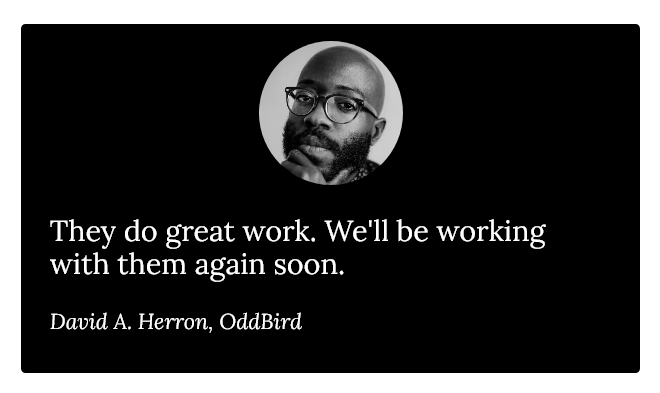 They do great work. We'll be working
with them again soon.
David A. Herron, OddBird